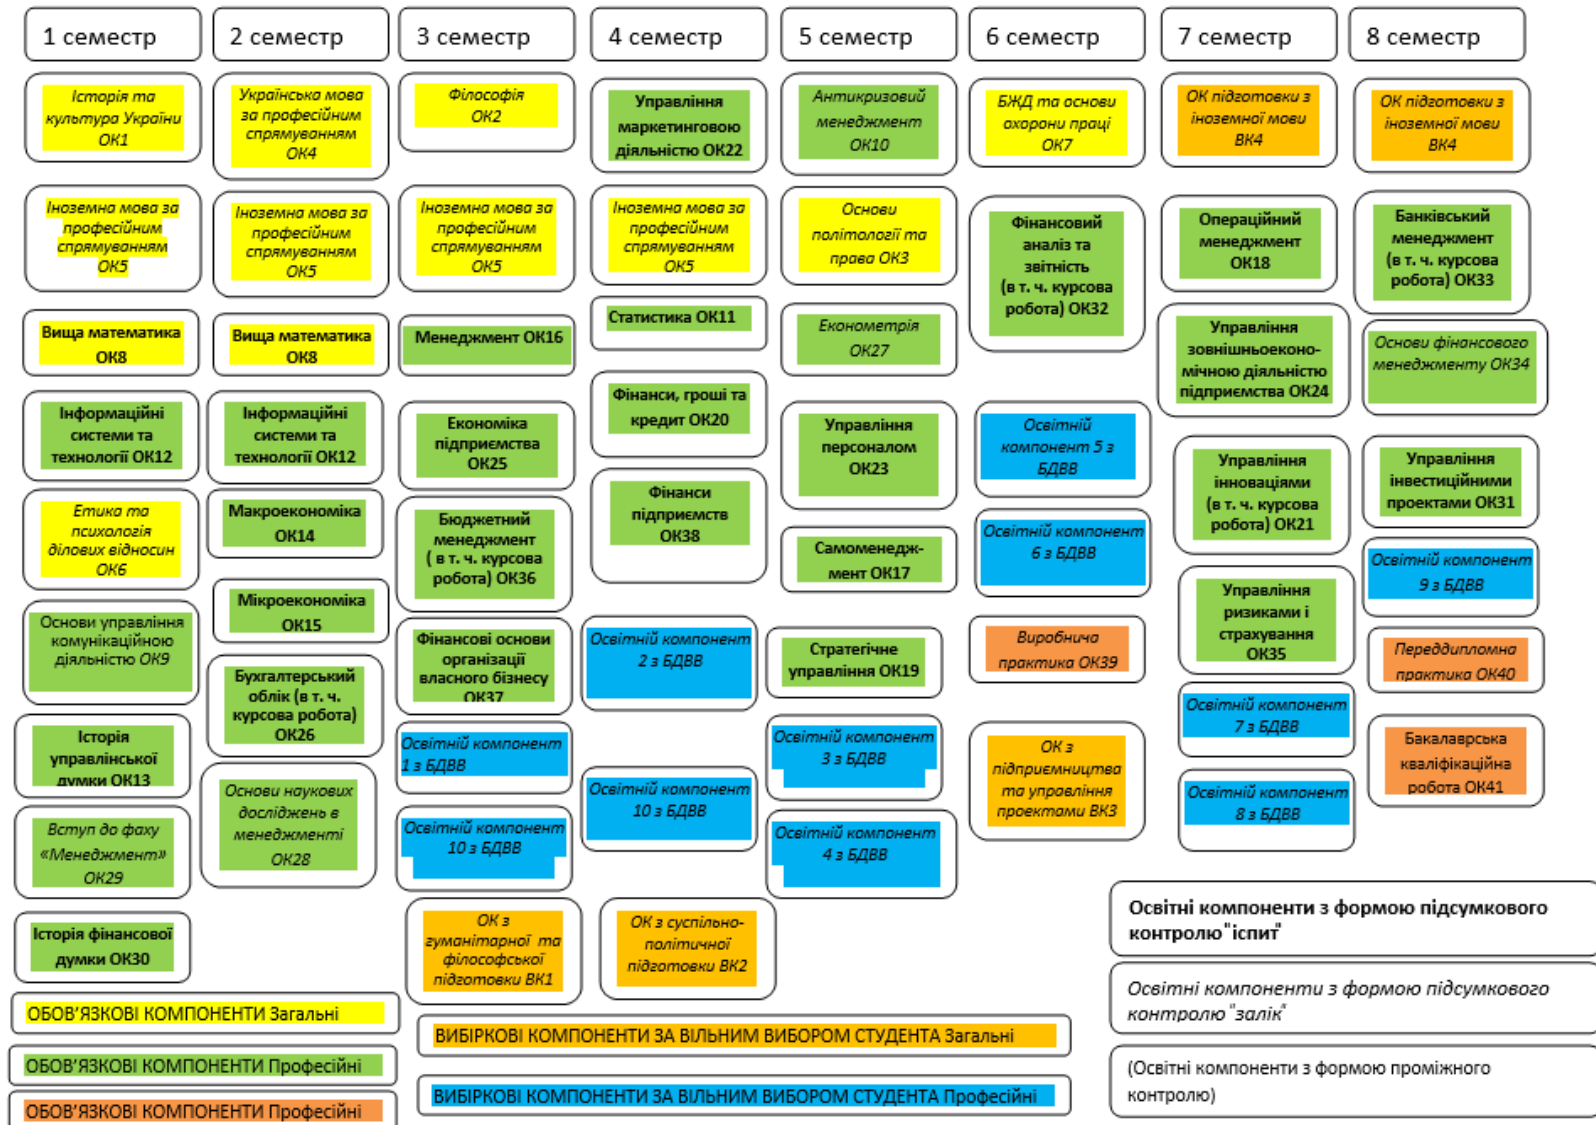 1 семестр
2 семестр
3 семестр
4 семестр
5 семестр
6 семестр
7 семестр
8 семестр
Історія та
культура України
ОК1
Іноземна мова за
професійним
спрямуванням
ОК5
Вища математика
ОК8
Інформаційні
системи та
технології ОК12
Етика та
психологія
ділових відносин
ОК6
Основи управління
комунікаційною
діяльністю ОК9
Історія
управлінської
думки ОК13
Вступ до фаху
«Менеджмент»
ОК29
Історія фінансової
думки ОК30
Українська мова
за професійним
спрямуванням
ОК4
Іноземна мова за
професійним
спрямуванням
ОК5
Вища математика
ОК8
Інформаційні
системи та
технології ОК12
Макроекономіка
ОК14
Мікроекономіка
ОК15
Бухгалтерський
облік (в т. ч.
курсова робота)
ОК26
Основи наукових
досліджень в
менеджменті
ОК28
Філософія
ОК2
Іноземна мова за
професійним
спрямуванням
ОК5
Менеджмент ОК16
Економіка
підприємства
ОК25
Бюджетний
менеджмент
( в т. ч. курсова
робота) ОК36
Фінансові основи
організації
власного бізнесу
ОК37
Освітній компонент
1 з БДВВ
Освітній компонент
10 з БДВВ
ОК з
гуманітарної та
філософської
підготовки ВК1
Управління
маркетинговою
діяльністю ОК22
Іноземна мова за
професійним
спрямуванням
ОК5
Статистика ОК11
Фінанси, гроші та
кредит ОК20
Фінанси
підприємств
ОК38
Освітній компонент
2 з БДВВ
Освітній компонент
10 з БДВВ
ОК з суспільно-
політичної
підготовки ВК2
Антикризовий
менеджмент
ОК10
Основи
політології та
права ОК3
Економетрія
ОК27
Управління
персоналом
ОК23
Самоменедж-
мент ОК17
Стратегічне
управління ОК19
Освітній компонент
3 з БДВВ
Освітній компонент
4 з БДВВ
БЖД та основи
охорони праці
ОК7
Фінансовий
аналіз та
звітність
(в т. ч. курсова
робота) ОК32
Освітній
компонент 5 з
БДВВ
Освітній компонент
6 з БДВВ
Виробнича
практика ОК39
ОК з
підприємництва
та управління
проектами ВК3
ОК підготовки з
іноземної мови
ВК4
Операційний
менеджмент
ОК18
Управління
зовнішньоеконо-
мічною діяльністю
підприємства ОК24
Управління
інноваціями
(в т. ч. курсова
робота) ОК21
Управління
ризиками і
страхування
ОК35
Освітній компонент
7 з БДВВ
Освітній компонент
8 з БДВВ
ОК підготовки з
іноземної мови
ВК4
Банківський
менеджмент
(в т. ч. курсова
робота) ОК33
Основи фінансового
менеджменту ОК34
Управління
інвестиційними
проектами ОК31
Освітній компонент
9 з БДВВ
Переддипломна
практика ОК40
Бакалаврська
кваліфікаційна
робота ОК41
ОБОВ'ЯЗКОВІ КОМПОНЕНТИ Загальні
ОБОВ'ЯЗКОВІ КОМПОНЕНТИ Професійні
ОБОВ'ЯЗКОВІ КОМПОНЕНТИ Професійні
ВИБІРКОВІ КОМПОНЕНТИ ЗА ВІЛЬНИМ ВИБОРОМ СТУДЕНТА Загальні
ВИБІРКОВІ КОМПОНЕНТИ ЗА ВІЛЬНИМ ВИБОРОМ СТУДЕНТА Професійні
Освітні компоненти з формою підсумкового
контролю "іспит"
Освітні компоненти з формою підсумкового
контролю "залік"
(Освітні компоненти з формою проміжного
контролю)